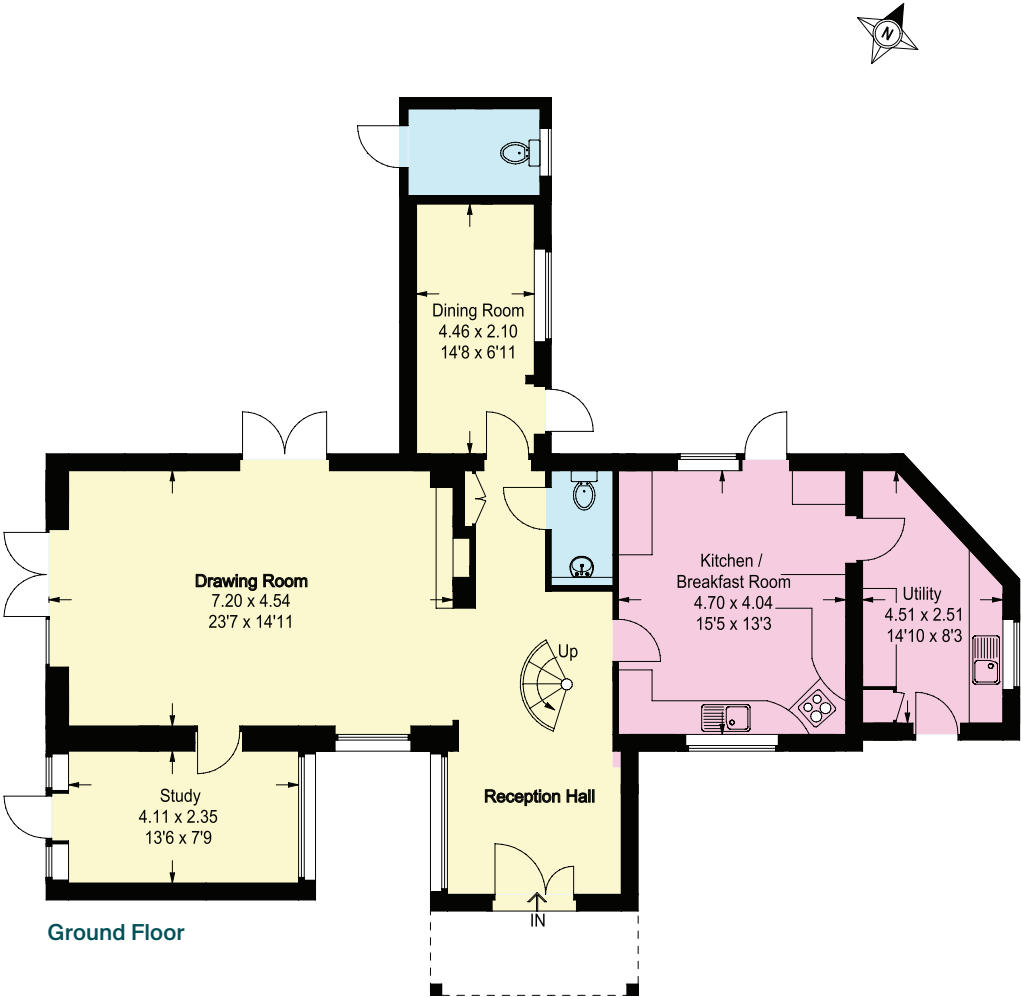 N
Dining Room
4.46 x 2.10
14'8 x 6'11
Drawing Room
7.20 x 4.54
23'7 x 14'11
Kitchen /
Breakfast Room
4.70 x 4.04
15'5 x 13'3
Utility
4.51 x 2.51
14'10 x 8'3
Up
Study
4.11 x 2.35
13'6 x 7'9
Reception Hall
IN
Ground Floor